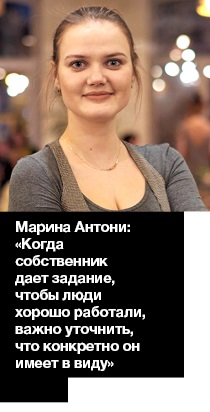 Марина Антони:
«Когда
собственник
дает задание,
чтобы люди
хорошо работали,
важно уточнить,
что конкретно он
имеет в виду»